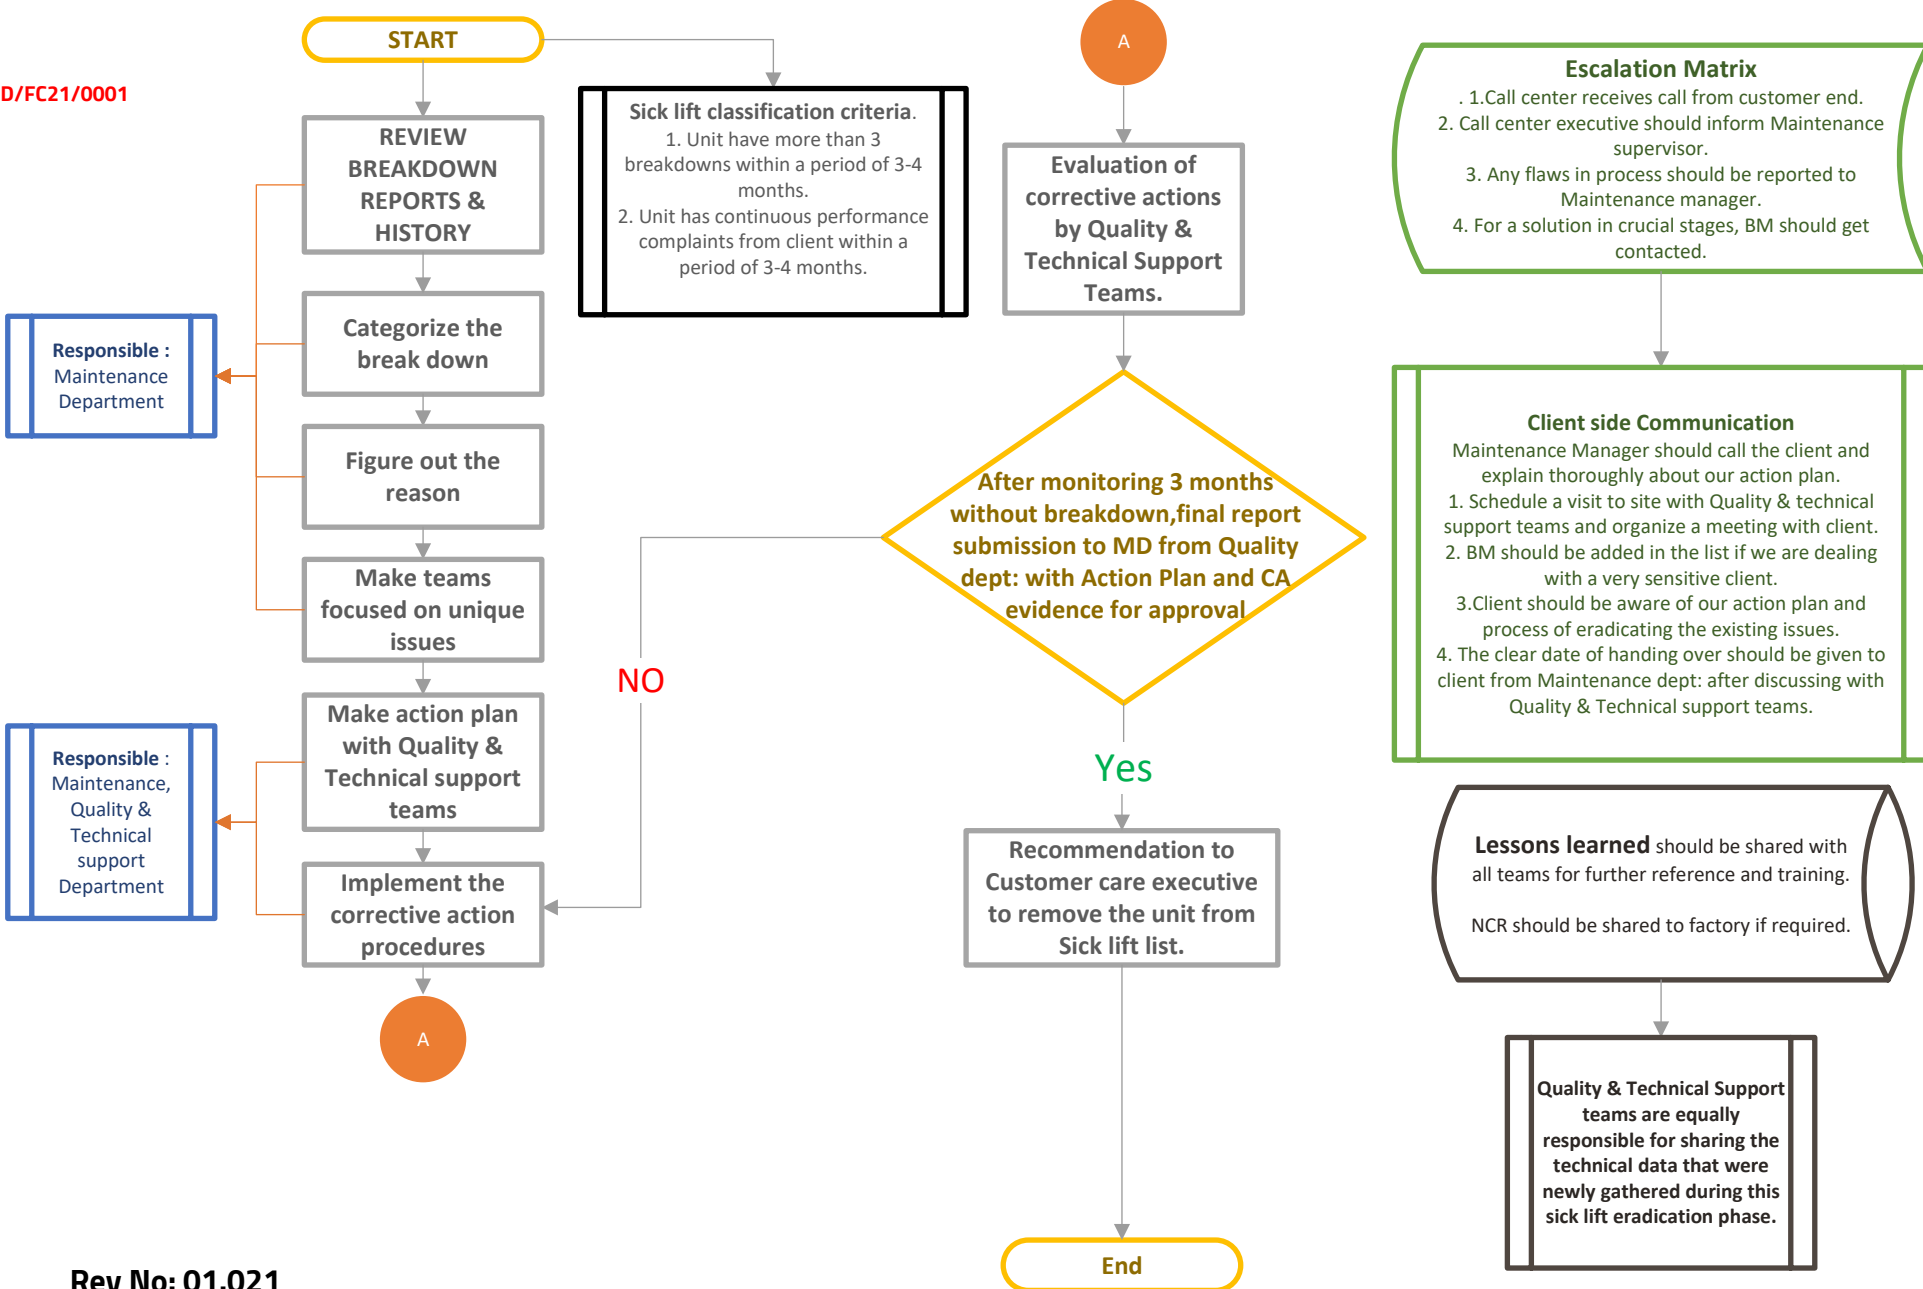 START
D/FC21/0001
REVIEW
BREAKDOWN
REPORTS &
HISTORY
Sick lift classification criteria.
1. Unit have more than 3
breakdowns within a period of 3-4
months.
2. Unit has continuous performance
complaints from client within a
period of 3-4 months.
Categorize the
break down
Responsible :
Maintenance
Department
Figure out the
reason
Make teams
focused on unique
issues
Make action plan
with Quality &
Technical support
teams
Responsible :
Maintenance,
Quality &
Technical
support
Department
Implement the
corrective action
procedures
A
A
Evaluation of
corrective actions
by Quality &
Technical Support
Teams.
After monitoring 3 months
without breakdown,final report
submission to MD from Quality
dept: with Action Plan and CA
evidence for approval
NO
Yes
Recommendation to
Customer care executive
to remove the unit from
Sick lift list.
End
Escalation Matrix
. 1.Call center receives call from customer end.
2. Call center executive should inform Maintenance
supervisor.
3. Any flaws in process should be reported to
Maintenance manager.
4. For a solution in crucial stages, BM should get
contacted.
Client side Communication
Maintenance Manager should call the client and
explain thoroughly about our action plan.
1. Schedule a visit to site with Quality & technical
support teams and organize a meeting with client.
2. BM should be added in the list if we are dealing
with a very sensitive client.
3.Client should be aware of our action plan and
process of eradicating the existing issues.
4. The clear date of handing over should be given to
client from Maintenance dept: after discussing with
Quality & Technical support teams.
Lessons learned should be shared with
all teams for further reference and training.
NCR should be shared to factory if required.
Quality & Technical Support
teams are equally
responsible for sharing the
technical data that were
newly gathered during this
sick lift eradication phase.
Rev No: 01.021